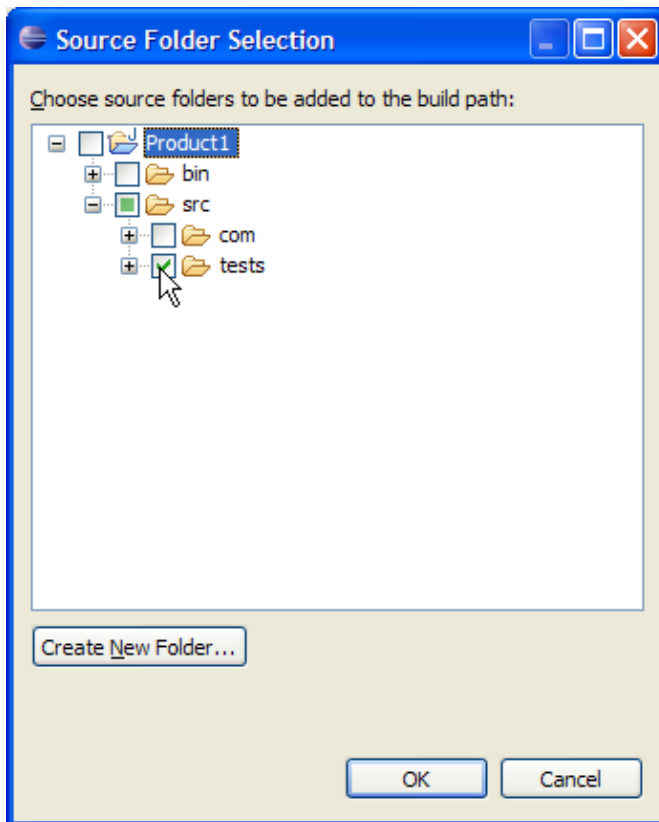 Source Folder Selection
Choose source folders to be added to the build path:
Product1
bin
src
com
tests
Create New Folder...
OK Cancel